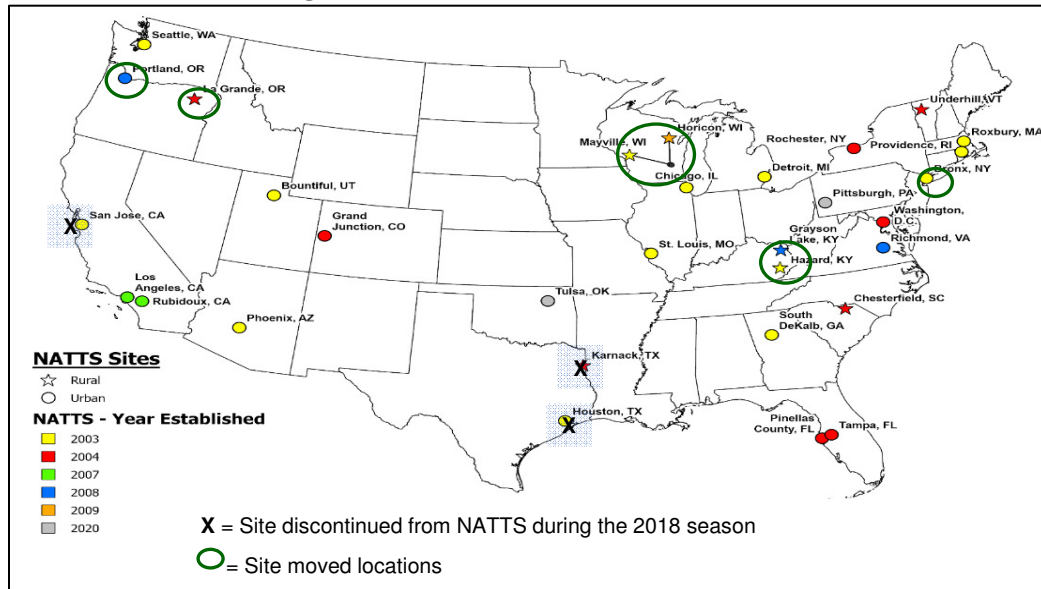 Seattle, WA
Portland, OR
La Grande, OR
Underhill, VT
Horicon, WI
Mayville, WI
Rochester, NY
Roxbury, MA
Providence, RI
Detroit, MI
Chicago, IL
Bronx, NY
Bountiful, UT
Pittsburgh, PA
San Jose, CA
X
Grand
Junction, CO
Washington,
D.C.
Grayson
Lake, KY
Richmond, VA
St. Louis, MO
Hazard, KY
Los
Angeles, CA
Rubidoux, CA
Tulsa, OK
Chesterfield, SC
Phoenix, AZ
South
DeKalb, GA
Karnack, TX
X
Houston, TX
X
Pinellas
County, FL
Tampa, FL
NATTS Sites
Rural
Urban
NATTS - Year Established
2003
2004
2007
2008
2009
2020
X = Site discontinued from NATTS during the 2018 season
= Site moved locations